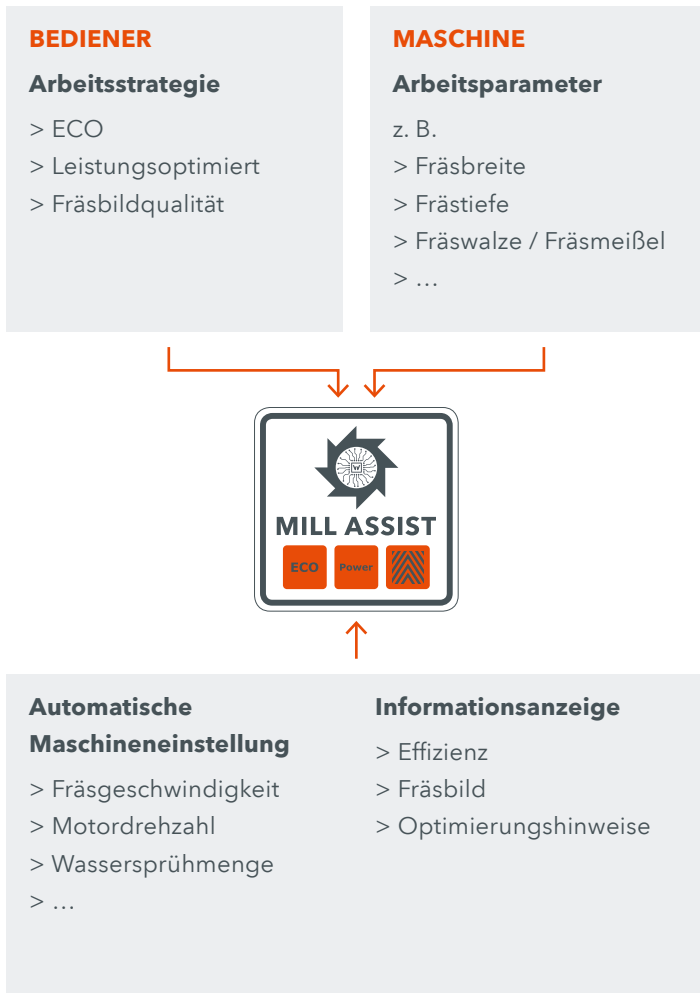 BEDIENER
Arbeitsstrategie
> ECO
> Leistungsoptimiert
> Fräsbildqualität
MASCHINE
Arbeitsparameter
z. B.
> Fräsbreite
> Frästiefe
> Fräswalze / Fräsmeißel
> …
MILL ASSIST
ECO
Power
Automatische
Maschineneinstellung
> Fräsgeschwindigkeit
> Motordrehzahl
> Wassersprühmenge
> …
Informationsanzeige
> Effizienz
> Fräsbild
> Optimierungshinweise